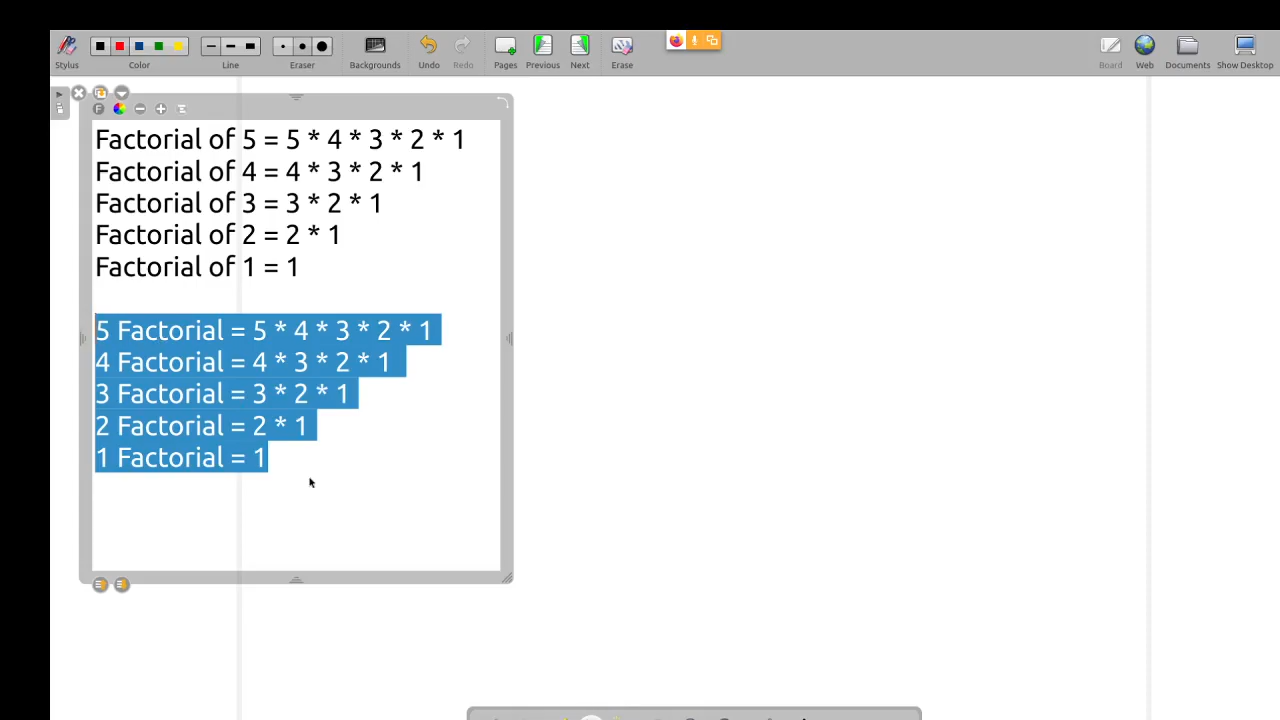 Stylus
Color
Line
Eraser
Backgrounds
Undo
Redo
Pages
Previous
Next
Erase
Board
Web
Documents
Show Desktop
Factorial of 5 = 5 * 4 * 3 * 2 * 1
Factorial of 4 = 4 * 3 * 2 * 1
Factorial of 3 = 3 * 2 * 1
Factorial of 2 = 2 * 1
Factorial of 1 = 1
5 Factorial = 5 * 4 * 3 * 2 * 1
4 Factorial = 4 * 3 * 2 * 1
3 Factorial = 3 * 2 * 1
2 Factorial = 2 * 1
1 Factorial = 1